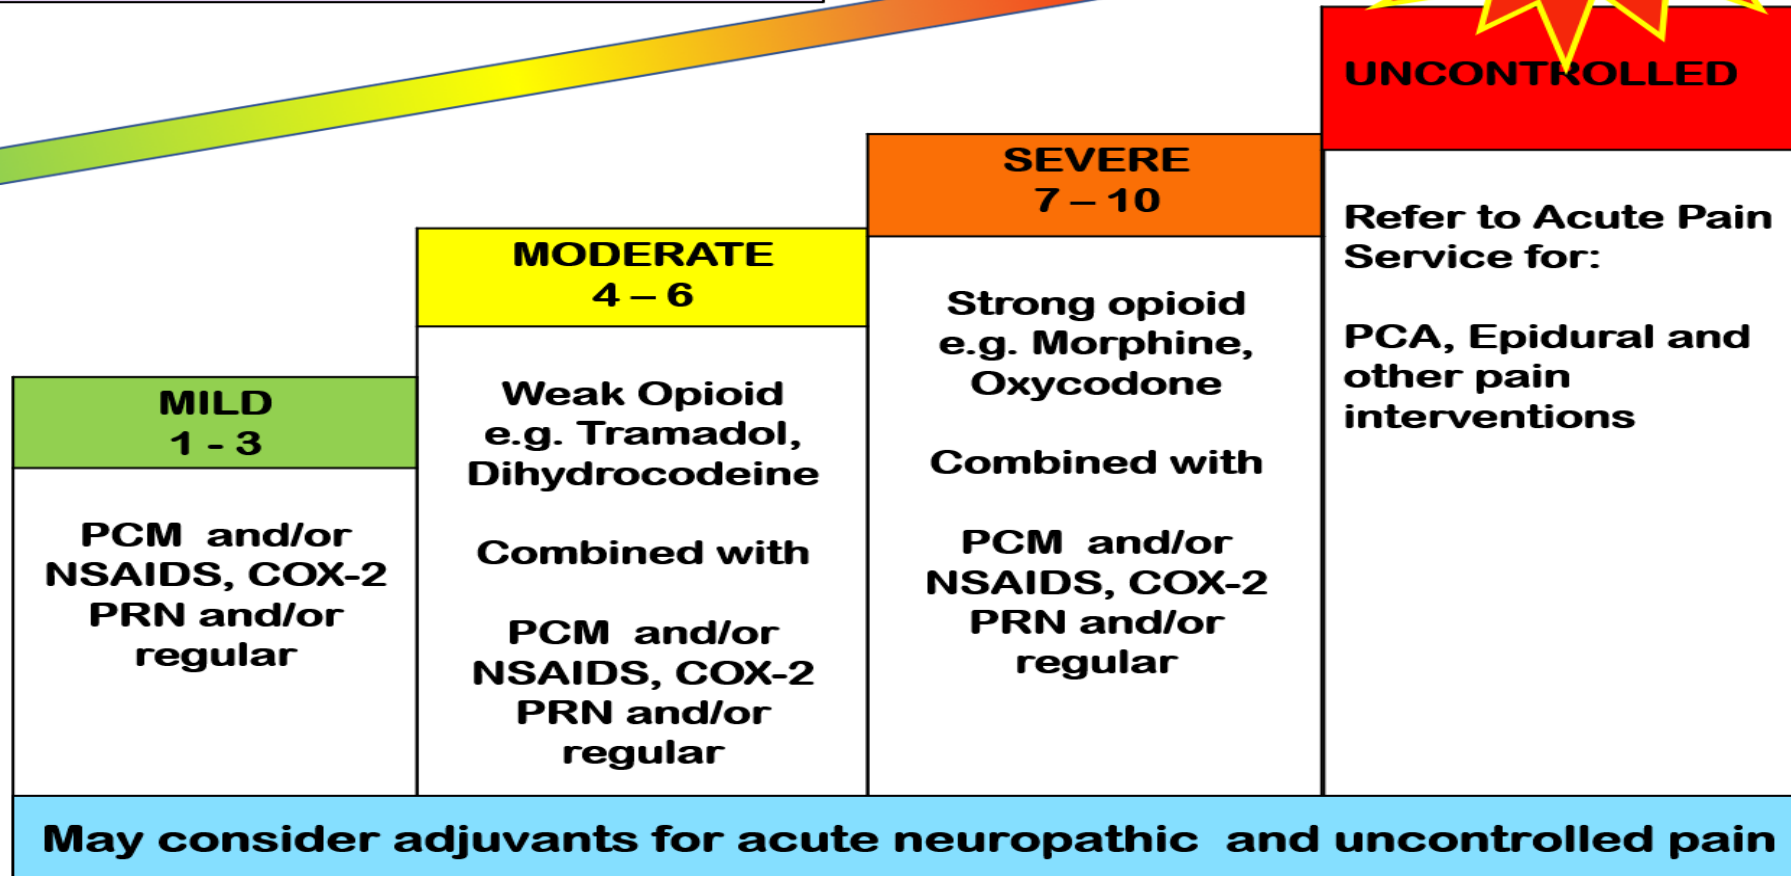 UNCONTROLLED
Refer to Acute Pain
Service for:
PCA, Epidural and
other pain
interventions
SEVERE
7 – 10
Strong opioid
e.g. Morphine,
Oxycodone
Combined with
PCM and/or
NSAIDS, COX-2
PRN and/or
regular
MODERATE
4 – 6
Weak Opioid
e.g. Tramadol,
Dihydrocodeine
Combined with
PCM and/or
NSAIDS, COX-2
PRN and/or
regular
MILD
1 - 3
PCM and/or
NSAIDS, COX-2
PRN and/or
regular
May consider adjuvants for acute neuropathic and uncontrolled pain